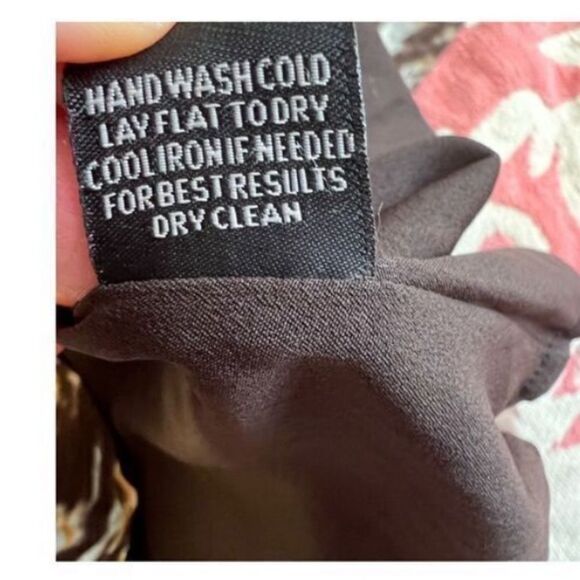 HAND WASH COLD
LAY FLAT TO DRY
COOL IRON IF NEEDED
FOR BEST RESULTS
DRY CLEAN